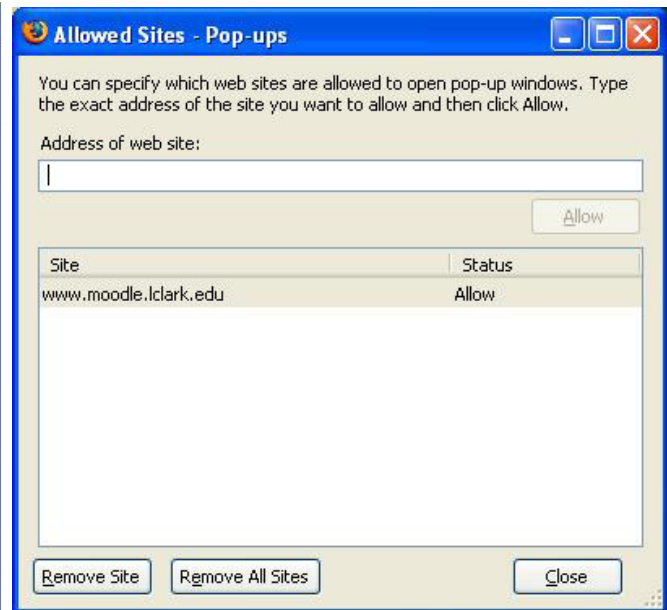 Allowed Sites - Pop-ups
You can specify which web sites are allowed to open pop-up windows. Type
the exact address of the site you want to allow and then click Allow.
Address of web site:
Allow
Site Status
www.moodle.lclark.edu Allow
Remove Site Remove All Sites Close